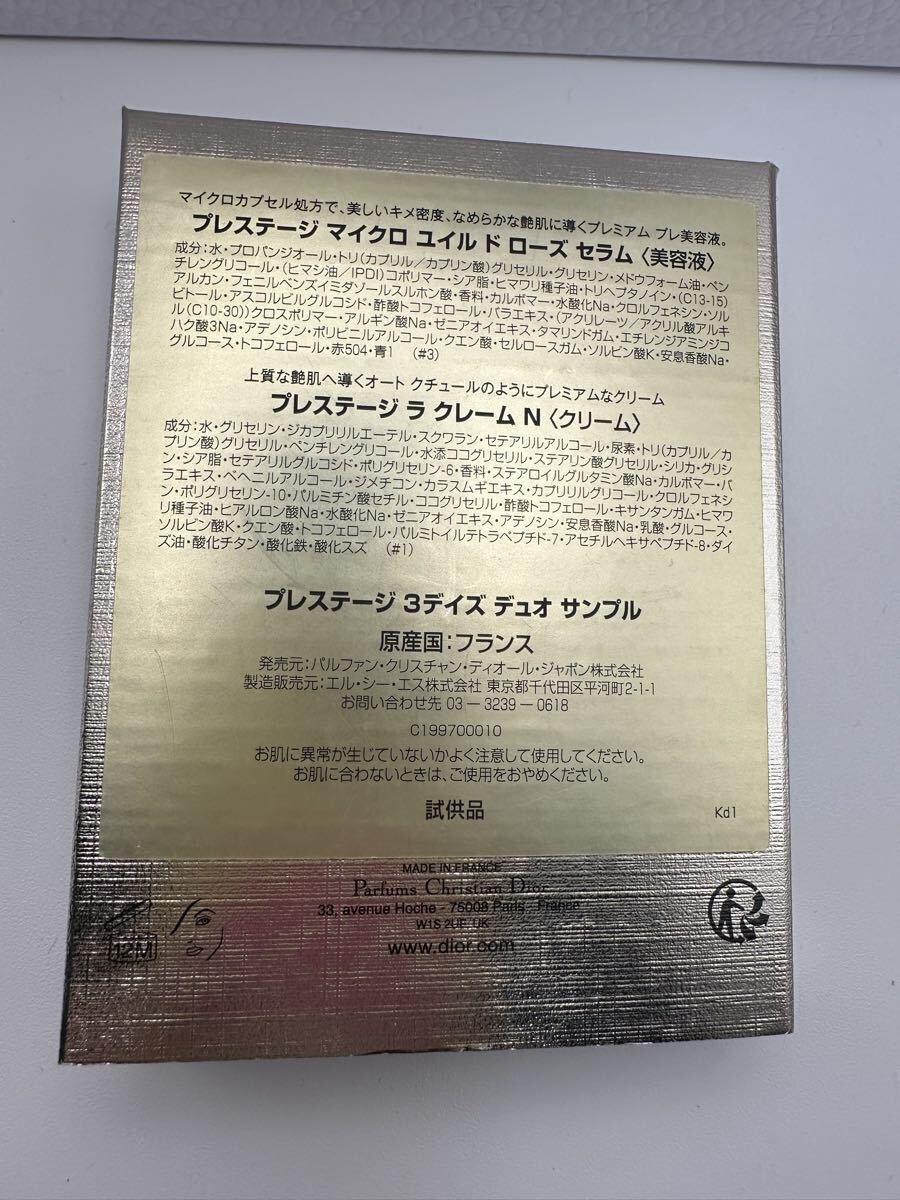 マイクロカプセル処方で、美しいキメ密度、なめらかな艶肌に導くプレミアム プレ美容液。
プレステージ マイクロ ユイル ド ローズ セラム〈美容液〉
成分：水・プロパンジオール・トリ（カプリル／カプリン酸）グリセリル・グリセリン・メドウフォーム油・ペン
チレングリコール・（ヒマシ油／IPDI）コポリマー・シア脂・ヒマワリ種子油・トリヘプタノイン・（C13-15）
アルカン・フェニルベンズイミダゾールスルホン酸・香料・カルボマー・水酸化Na・クロルフェネシン・ソル
ビトール・アスコルビルグルコシド・酢酸トコフェロール・バラエキス・（アクリレーツ／アクリル酸アルキ
ル（C10-30））クロスポリマー・アルギン酸Na・ゼニアオイエキス・タマリンドガム・エチレンジアミンジコ
ハク酸3Na・アデノシン・ポリビニルアルコール・クエン酸・セルロースガム・ソルビン酸K・安息香酸Na・
グルコース・トコフェロール・赤504・青1　（#3）
上質な艶肌へ導くオート クチュールのようにプレミアムなクリーム
プレステージ ラ クレーム N〈クリーム〉
成分：水・グリセリン・ジカプリリルエーテル・スクワラン・セテアリルアルコール・尿素・トリ（カプリル／カ
プリン酸）グリセリル・ペンチレングリコール・水添ココグリセリル・ステアリン酸グリセリル・シリカ・グリシ
ン・シア脂・セテアリルグルコシド・ポリグリセリン-6・香料・ステアロイルグルタミン酸Na・カルボマー・バ
ラエキス・ベヘニルアルコール・ジメチコン・カラスムギエキス・カプリリルグリコール・クロルフェネシ
ン・ポリグリセリン-10・パルミチン酸セチル・ココグリセリル・酢酸トコフェロール・キサンタンガム・ヒマワ
リ種子油・ヒアルロン酸Na・水酸化Na・ゼニアオイエキス・アデノシン・安息香酸Na・乳酸・グルコース・
ソルビン酸K・クエン酸・トコフェロール・パルミトイルテトラペプチド-7・アセチルヘキサペプチド-8・ダイ
ズ油・酸化チタン・酸化鉄・酸化スズ　（#1）
プレステージ 3デイズ デュオ サンプル
原産国：フランス
発売元：パルファン・クリスチャン・ディオール・ジャポン株式会社
製造販売元：エル・シー・エス株式会社 東京都千代田区平河町2-1-1
お問い合わせ先 03－3239－0618
C199700010
お肌に異常が生じていないかよく注意して使用してください。
お肌に合わないときは、ご使用をおやめください。
試供品
Kd1
MADE IN FRANCE
Parfums Christian Dior
33, avenue Hoche - 75008 Paris - France
W1S 2UF UK
www.dior.com
12M